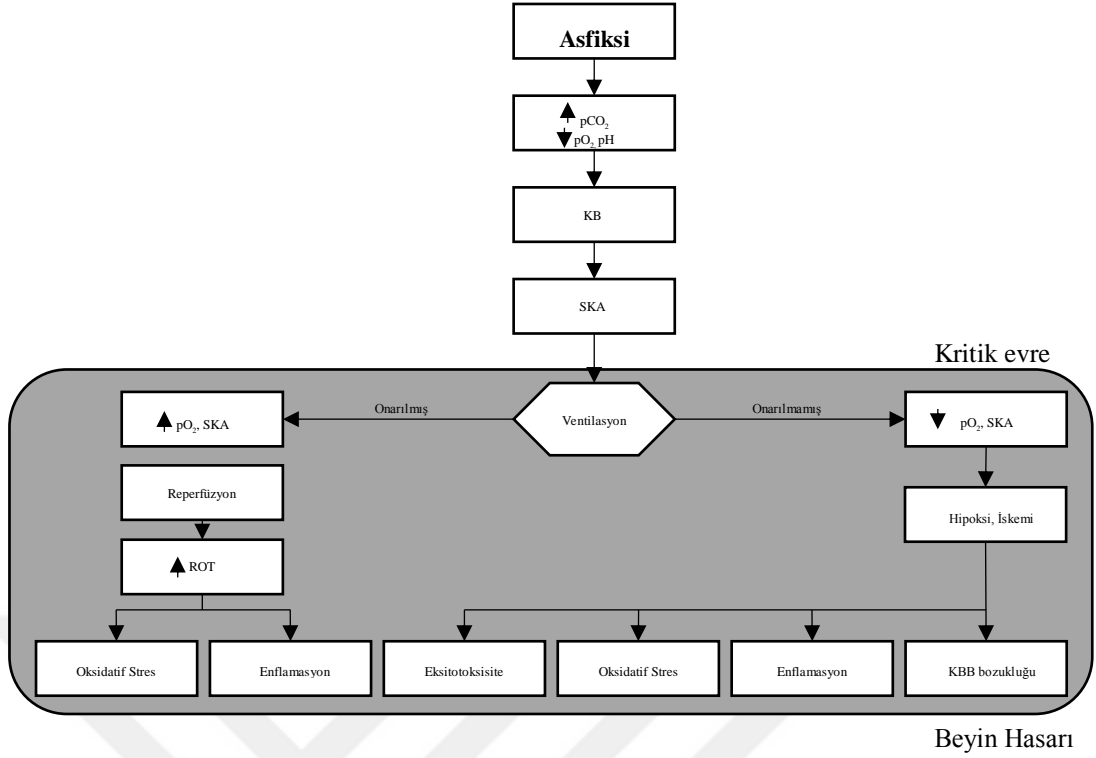 Asfiksi
pCO₂
pO₂, pH
KB
SKA
Kritik evre
Onarılmış
Ventilasyon
Onarılmamış
pO₂, SKA
pO₂, SKA
Reperfüzyon
Hipoksi, İskemi
ROT
Oksidatif Stres
Enflamasyon
Eksitotoksisite
Oksidatif Stres
Enflamasyon
KBB bozukluğu
Beyin Hasarı